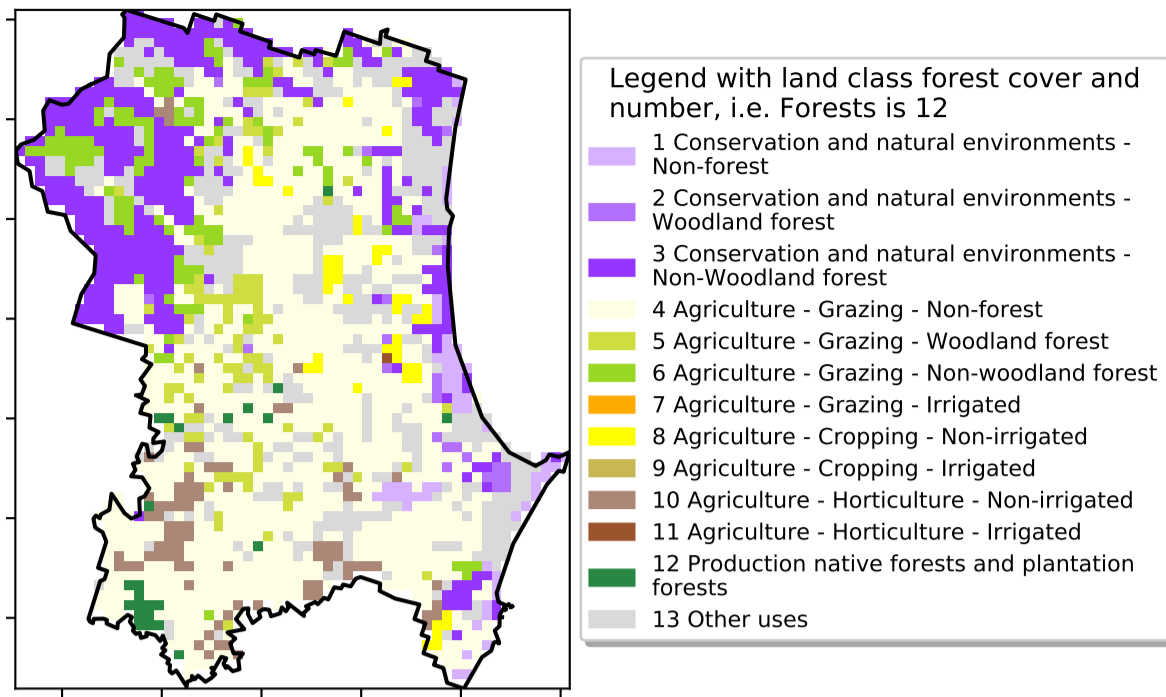 Legend with land class forest cover and
number, i.e. Forests is 12
1 Conservation and natural environments -
Non-forest
2 Conservation and natural environments -
Woodland forest
3 Conservation and natural environments -
Non-Woodland forest
4 Agriculture - Grazing - Non-forest
5 Agriculture - Grazing - Woodland forest
6 Agriculture - Grazing - Non-woodland forest
7 Agriculture - Grazing - Irrigated
8 Agriculture - Cropping - Non-irrigated
9 Agriculture - Cropping - Irrigated
10 Agriculture - Horticulture - Non-irrigated
11 Agriculture - Horticulture - Irrigated
12 Production native forests and plantation
forests
13 Other uses